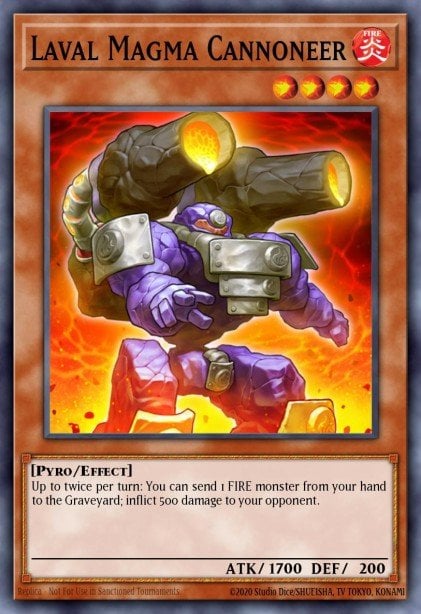 LAVAL MAGMA CANNONEER
FIRE
炎
[PYRO/EFFECT]
Up to twice per turn: You can send 1 FIRE monster from your hand
to the Graveyard; inflict 500 damage to your opponent.
ATK/ 1700 DEF/ 200
Replica - Not For Use in Sanctioned Tournaments
©2020 Studio Dice/SHUEISHA, TV TOKYO, KONAMI